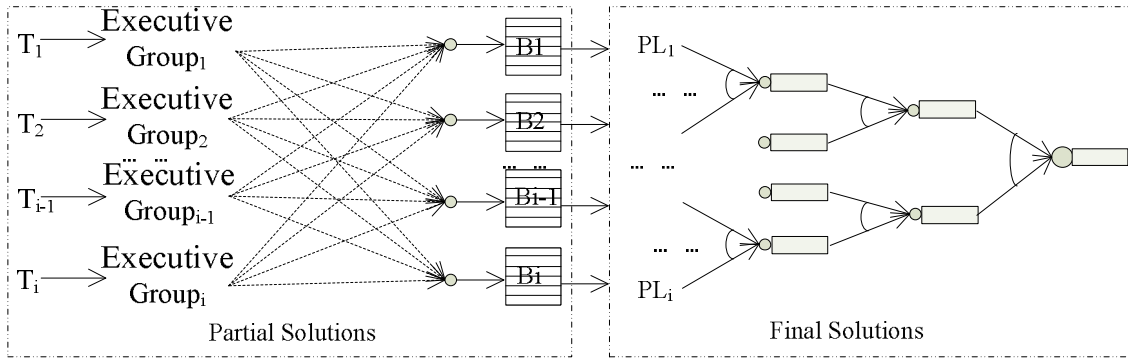 T₁
Executive
Group₁
B1
T₂
Executive
Group₂
B2
... ...
... ...
Tᵢ₋₁
Executive
Groupᵢ₋₁
Bi-1
Tᵢ
Executive
Groupᵢ
Bi
Partial Solutions
PL₁
... ...
... ...
... ...
PLᵢ
Final Solutions